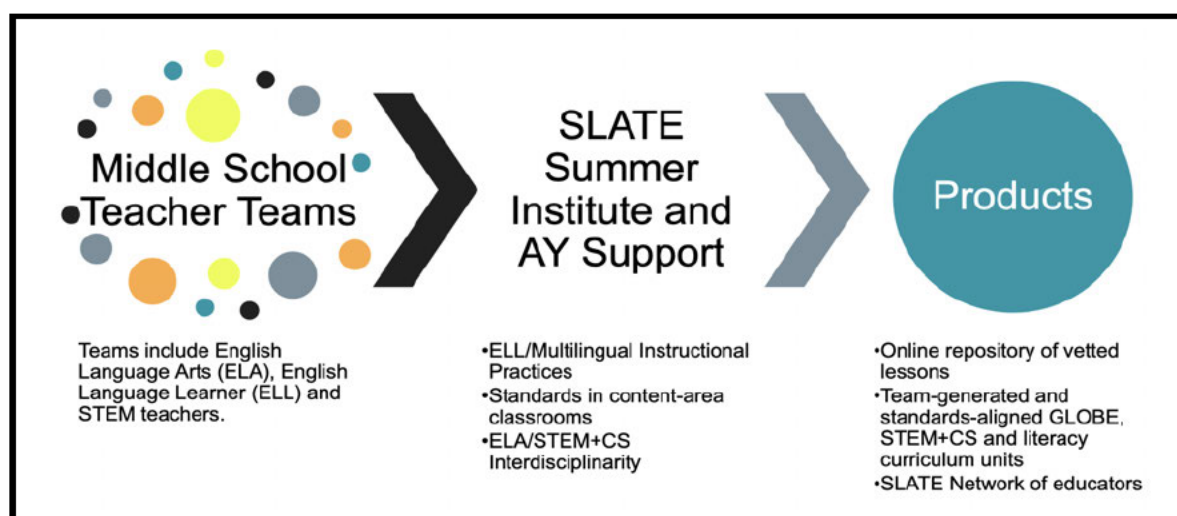 Middle School
Teacher Teams
Teams include English
Language Arts (ELA), English
Language Learner (ELL) and
STEM teachers.
SLATE
Summer
Institute and
AY Support
•ELL/Multilingual Instructional
Practices
•Standards in content-area
classrooms
•ELA/STEM+CS
Interdisciplinarity
Products
•Online repository of vetted
lessons
•Team-generated and
standards-aligned GLOBE,
STEM+CS and literacy
curriculum units
•SLATE Network of educators